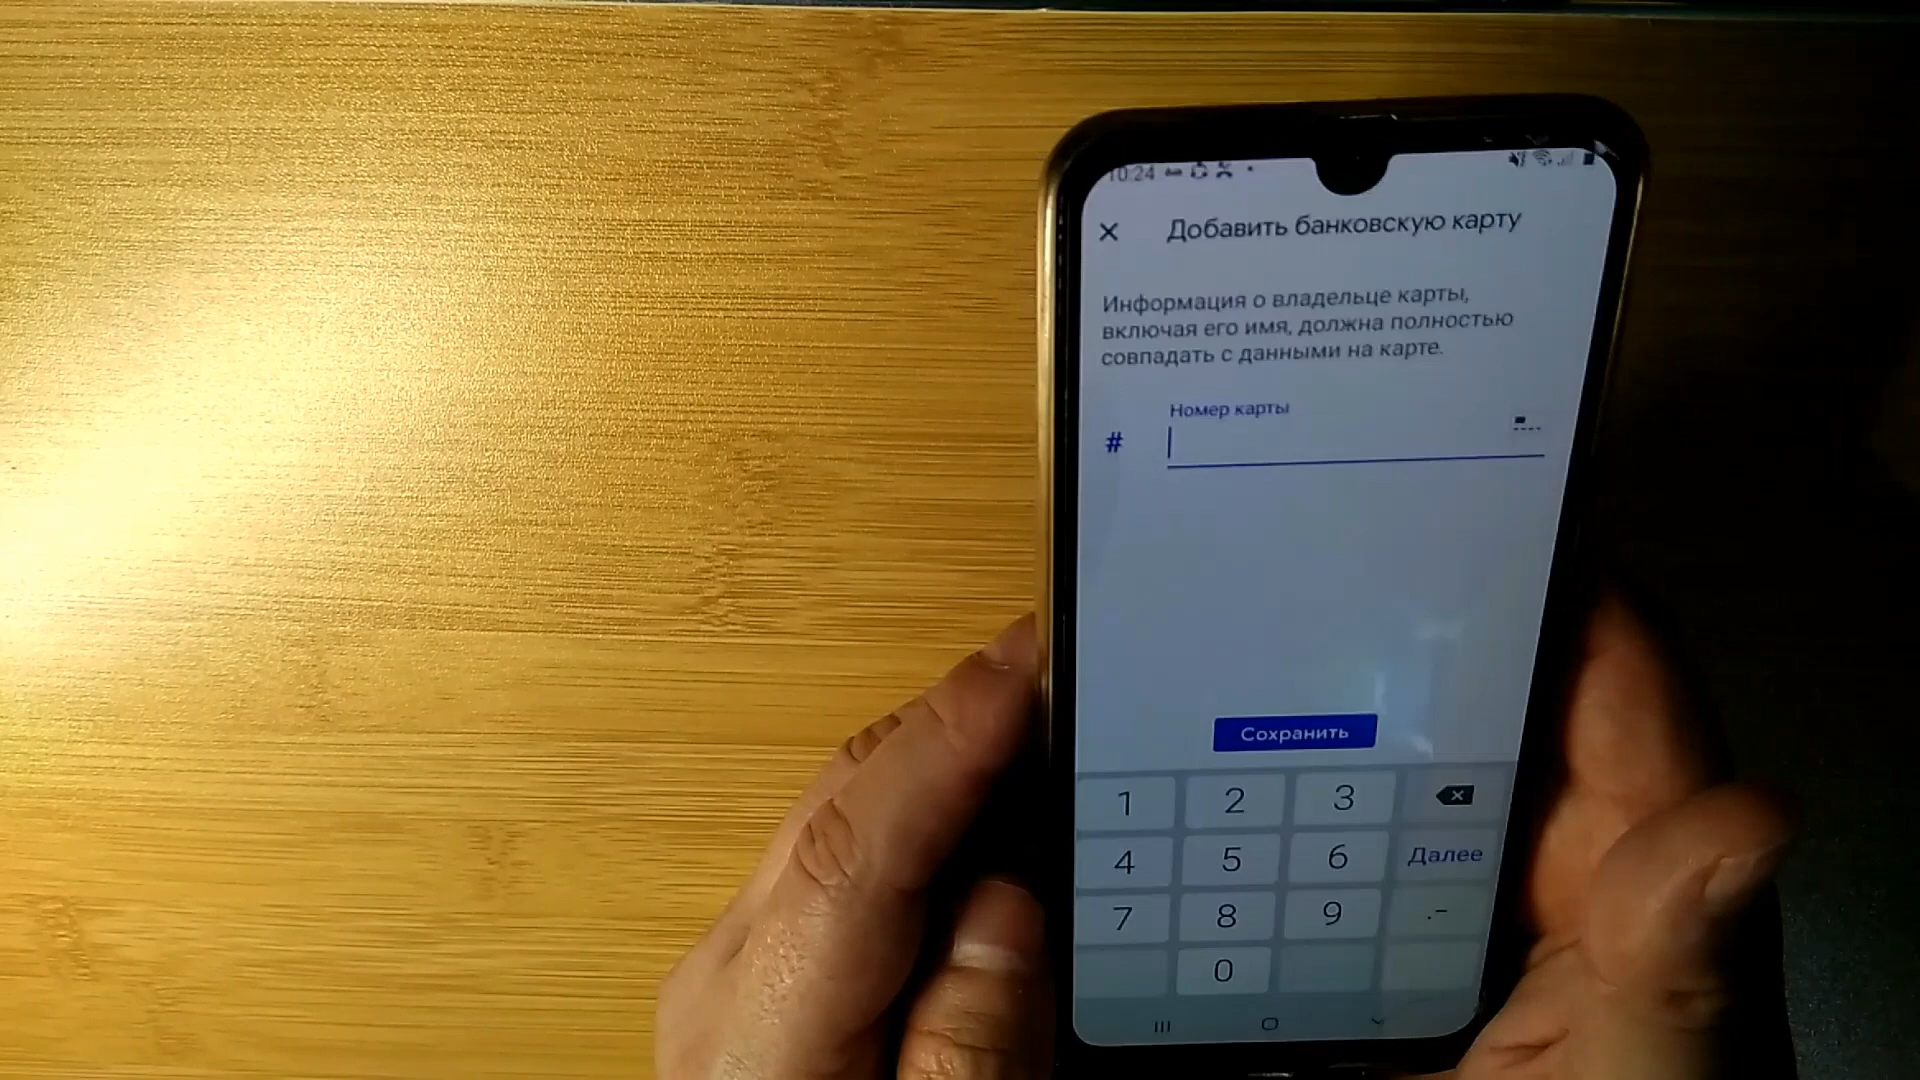 10:24
Добавить банковскую карту
Информация о владельце карты,
включая его имя, должна полностью
совпадать с данными на карте.
Номер карты
#
Сохранить
1 2 3
4 5 6 Далее
7 8 9 .-
0